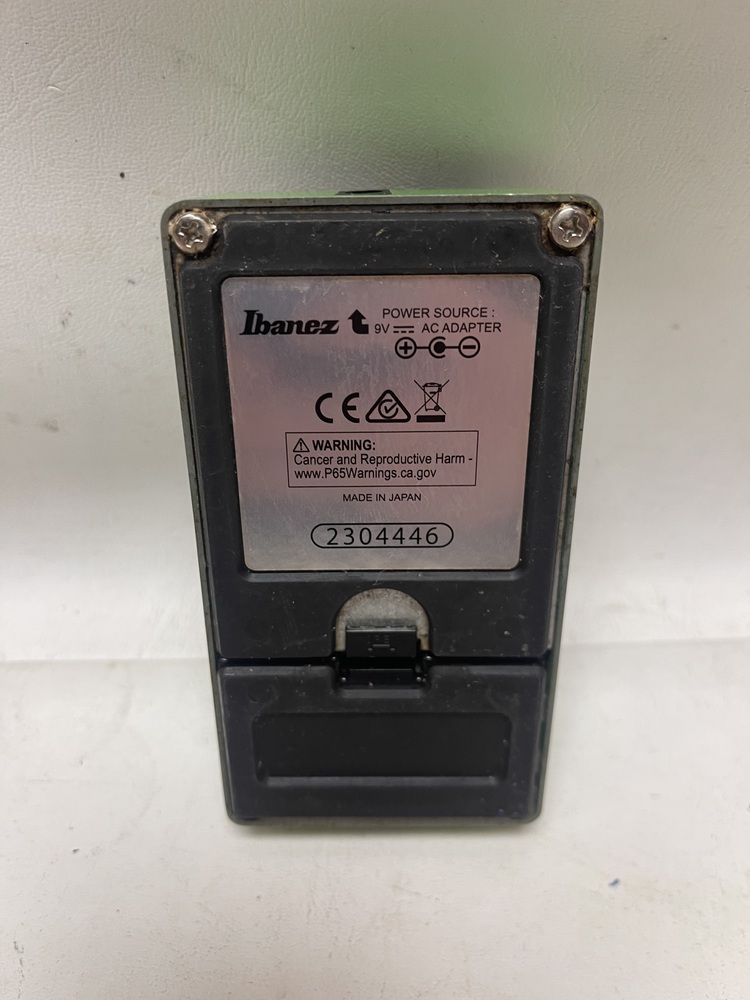 Ibanez
POWER SOURCE :
9V AC ADAPTER
CE
WARNING:
Cancer and Reproductive Harm -
www.P65Warnings.ca.gov
MADE IN JAPAN
2304446